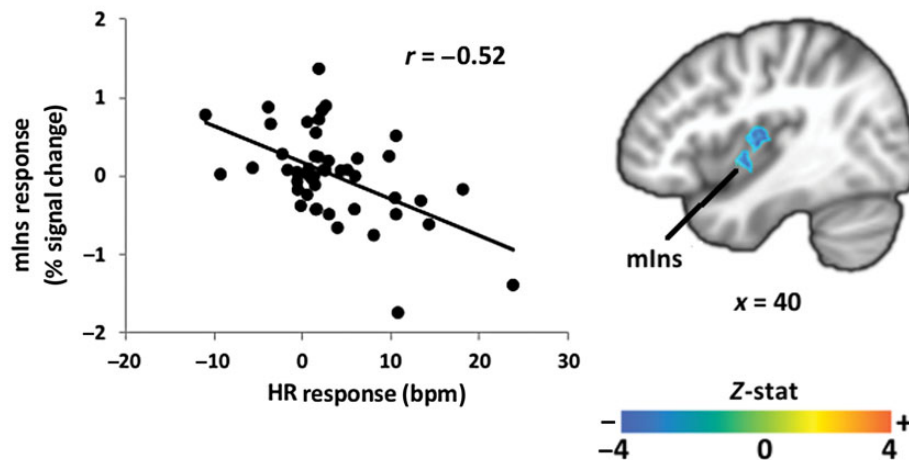 2
1
0
−1
−2
mIns response
(% signal change)
r = −0.52
−20
−10
0
10
20
30
HR response (bpm)
mIns
x = 40
Z-stat
−
+
−4
0
4